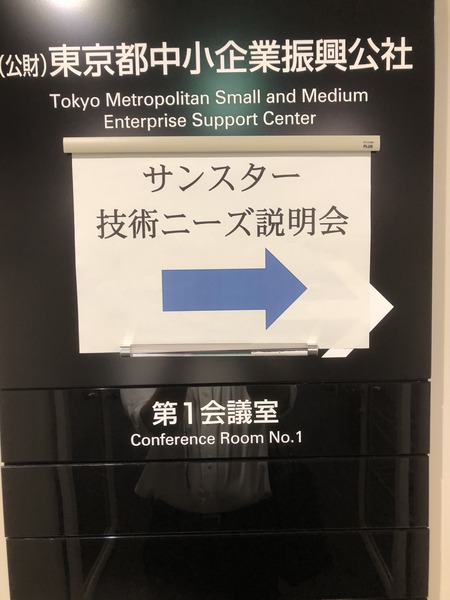 (公財)東京都中小企業振興公社
Tokyo Metropolitan Small and Medium
Enterprise Support Center
PLUS
サンスター
技術ニーズ説明会
第1会議室
Conference Room No.1